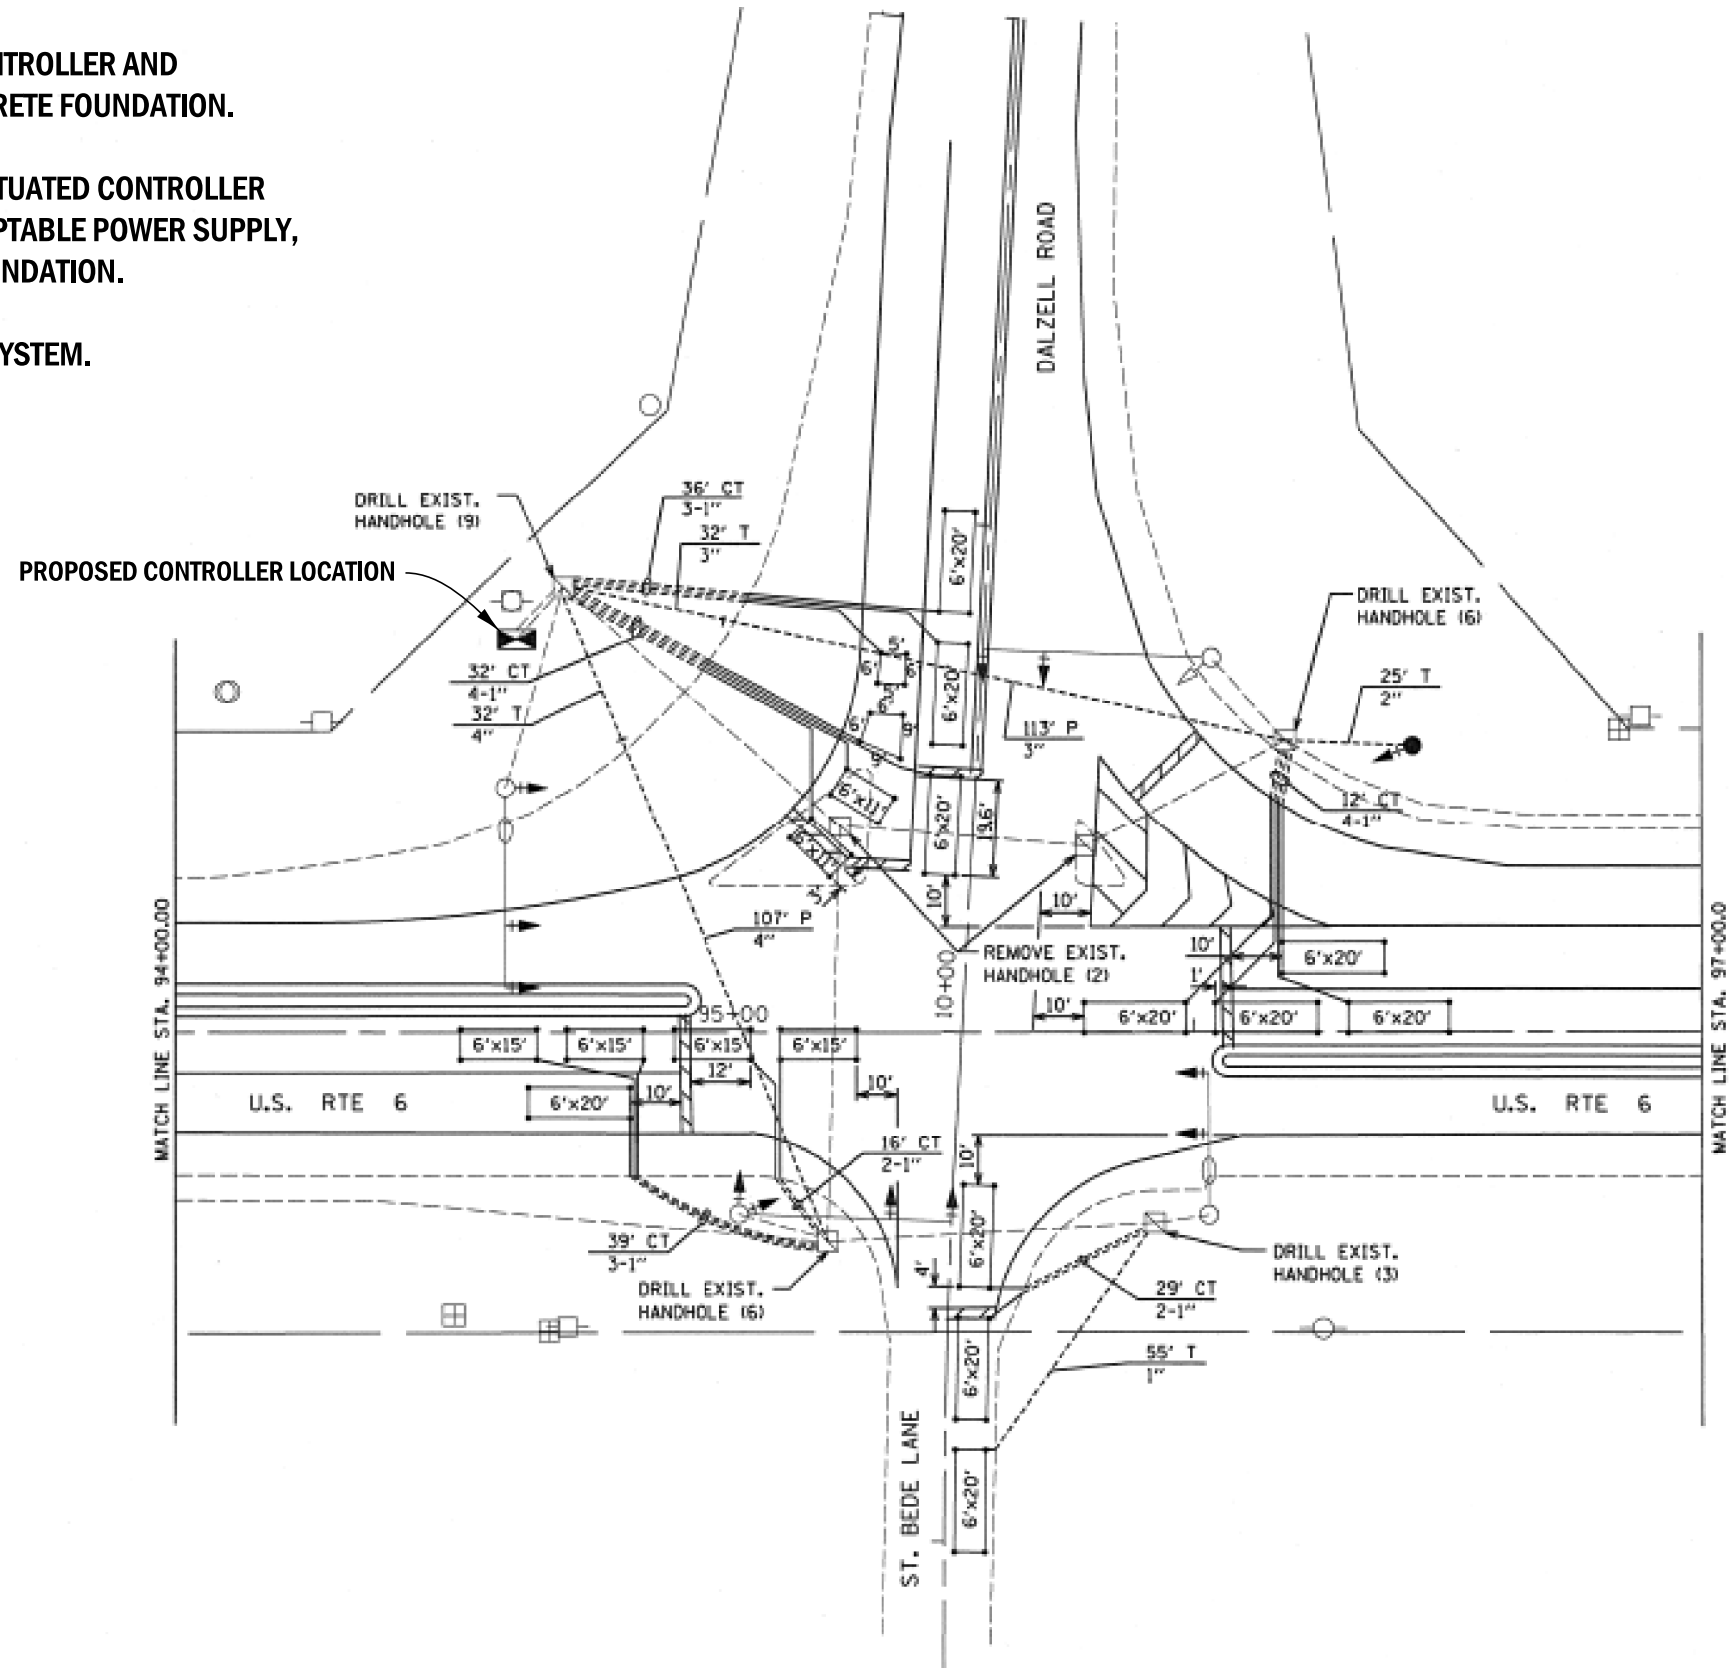 NTROLLER AND
RETE FOUNDATION.
TUATED CONTROLLER
PTABLE POWER SUPPLY,
NDATION.
YSTEM.
DALZELL ROAD
DRILL EXIST.
HANDHOLE (9)
36' CT
3-1"
32' T
3"
6'x20'
PROPOSED CONTROLLER LOCATION
DRILL EXIST.
HANDHOLE (6)
32' CT
4-1"
32' T
4"
5'
6'
6'
5'
6'
6'
9'
9'
6'x20'
113' P
3"
25' T
2"
6'x11'
6'x11'
5'
6'x20'
19.6'
12' CT
4-1"
10'
10'
107' P
4"
REMOVE EXIST.
HANDHOLE (2)
10'
6'x20'
1'
MATCH LINE STA. 94+00.00
MATCH LINE STA. 97+00.0
95+00
10+00
10'
6'x20'
6'x20'
6'x20'
6'x15'
6'x15'
6'x15'
6'x15'
12'
10'
U.S. RTE 6
6'x20'
10'
U.S. RTE 6
16' CT
2-1"
10'
39' CT
3-1"
6'x20'
4'
DRILL EXIST.
HANDHOLE (6)
DRILL EXIST.
HANDHOLE (3)
29' CT
2-1"
55' T
1"
6'x20'
6'x20'
ST. BEDE LANE